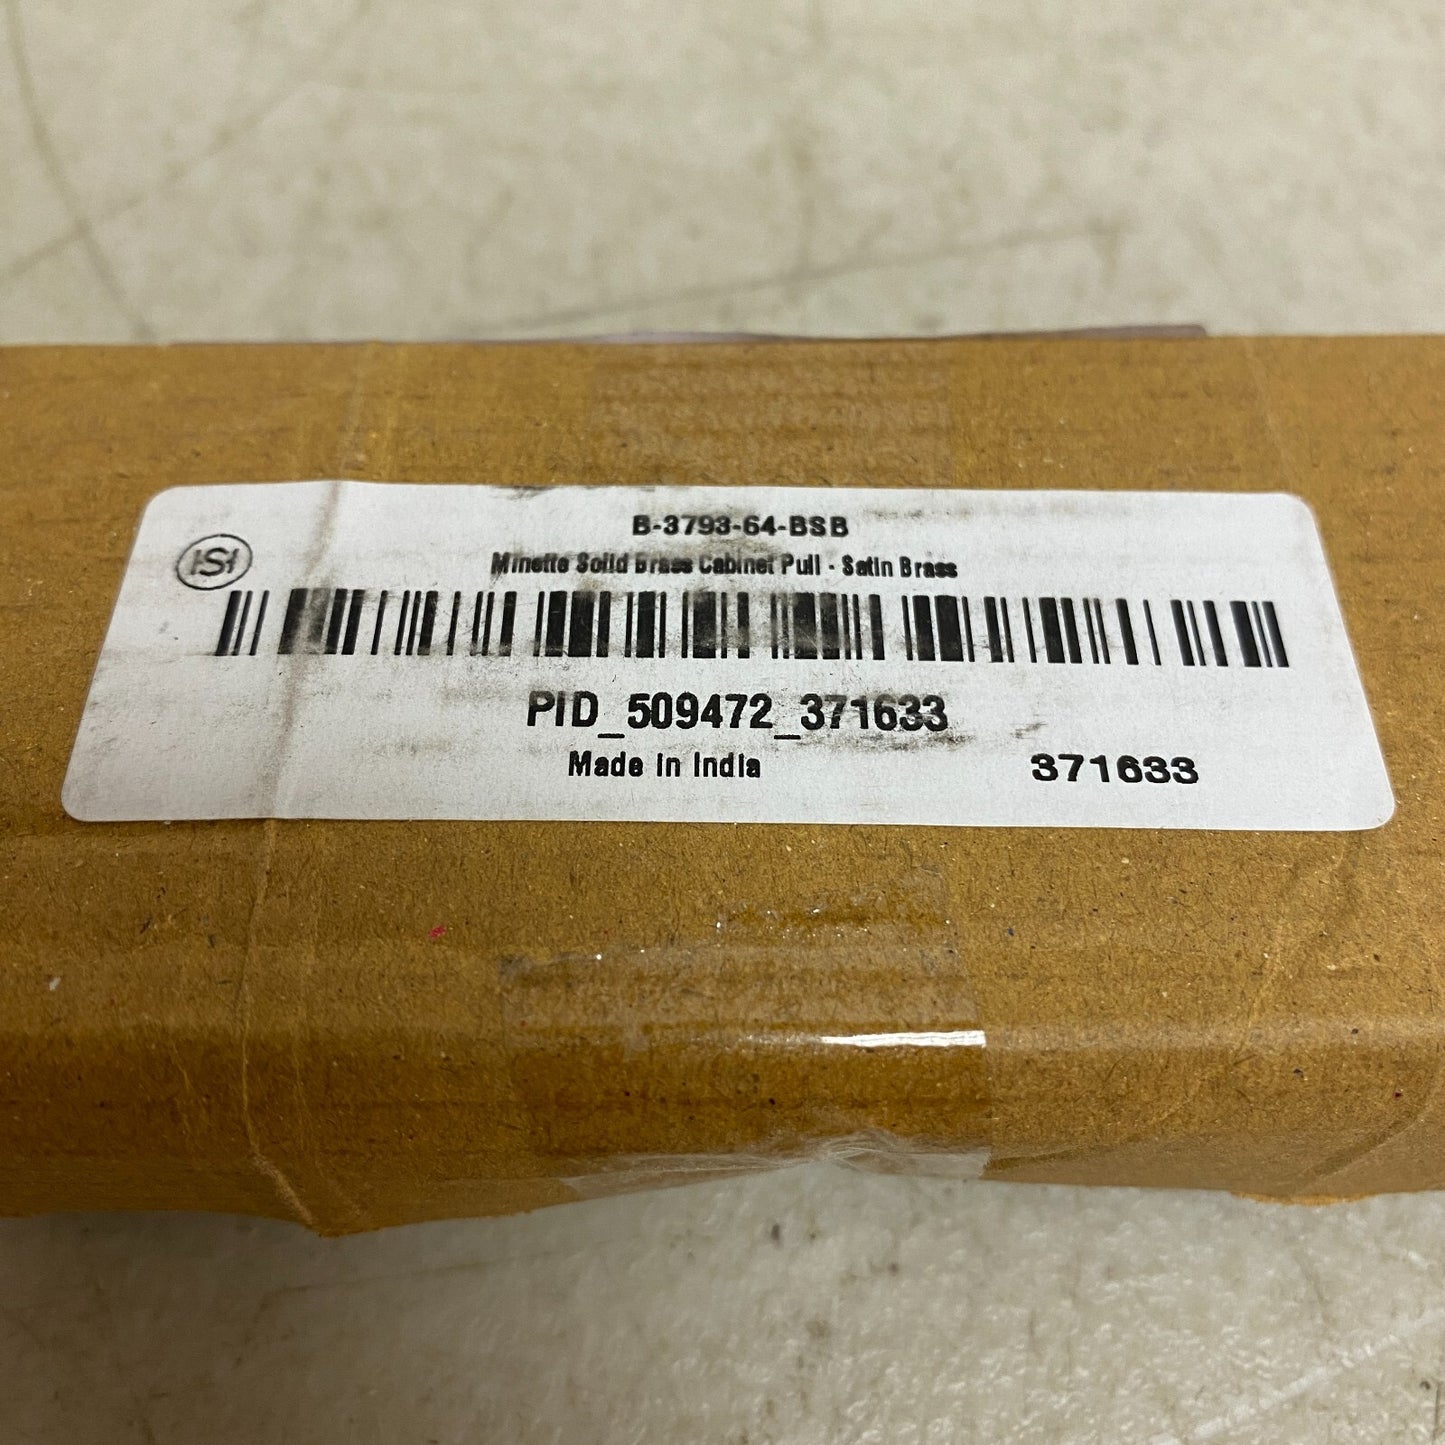 B-3793-64-BSB
ISI
Minette Solid Brass Cabinet Pull - Satin Brass
PID_509472_371633
Made in India
371633